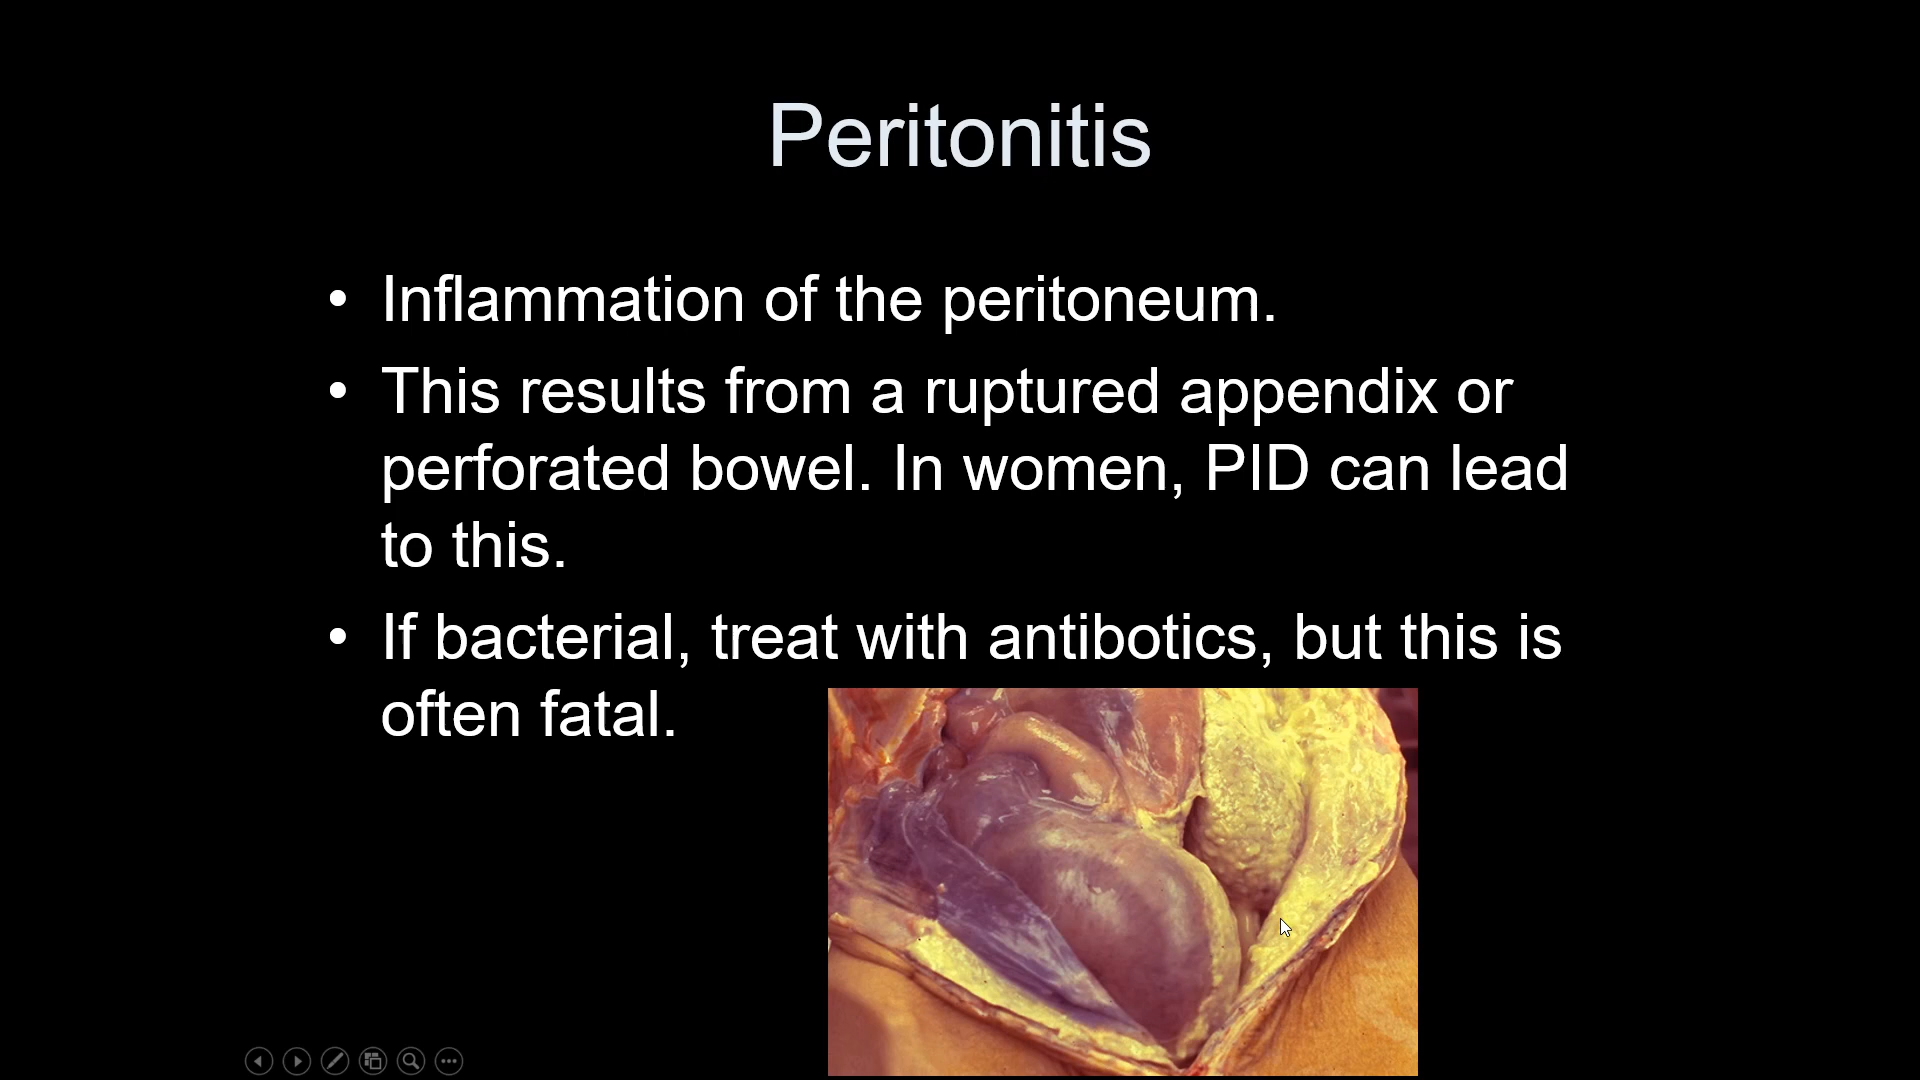 Peritonitis
• Inflammation of the peritoneum.
• This results from a ruptured appendix or
perforated bowel. In women, PID can lead
to this.
• If bacterial, treat with antibotics, but this is
often fatal.